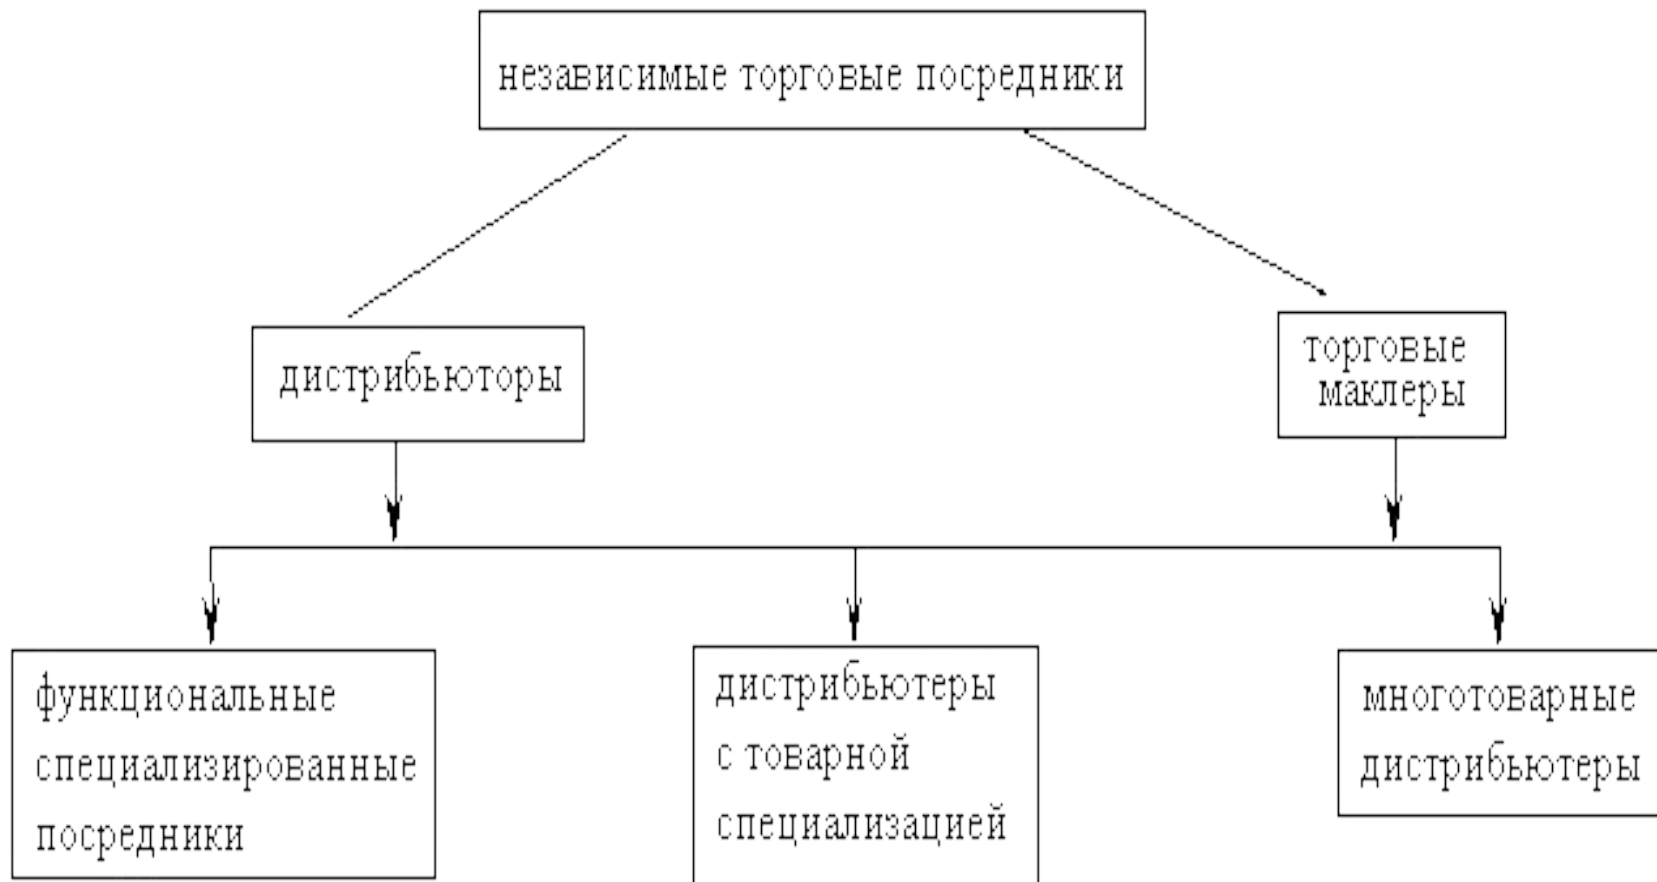 независимые торговые посредники
дистрибьюторы
торговые
маклеры
функциональные
специализированные
посредники
дистрибьютеры
с товарной
специализацией
многотоварные
дистрибьютеры